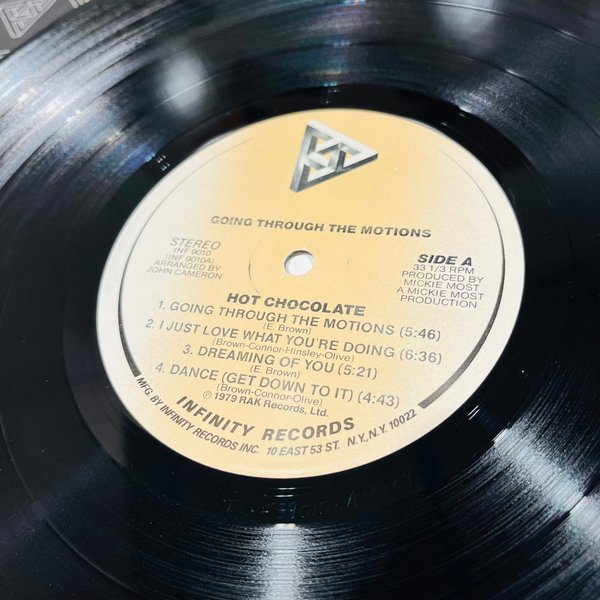 GOING THROUGH THE MOTIONS
STEREO
INF 9010
(INF 9010A)
ARRANGED BY
JOHN CAMERON
SIDE A
33 1/3 RPM
PRODUCED BY
MICKIE MOST
A MICKIE MOST
PRODUCTION
HOT CHOCOLATE
1. GOING THROUGH THE MOTIONS (5:46)
(E. Brown)
2. I JUST LOVE WHAT YOU'RE DOING (6:36)
(Brown-Connor-Hinsley-Olive)
3. DREAMING OF YOU (5:21)
(E. Brown)
4. DANCE (GET DOWN TO IT) (4:43)
(Brown-Connor-Olive)
℗ 1979 RAK Records, Ltd.
INFINITY RECORDS
MFG. BY INFINITY RECORDS INC. 10 EAST 53 ST. N.Y., N.Y. 10022